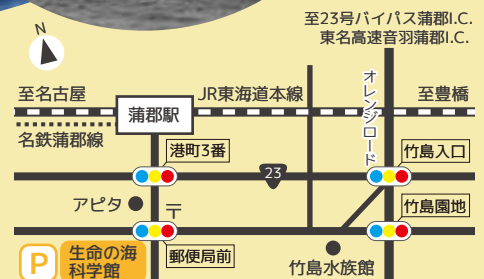 至23号バイパス蒲郡I.C.
東名高速音羽蒲郡I.C.
N
至名古屋
JR東海道本線
オレンジロード
至豊橋
蒲郡駅
名鉄蒲郡線
港町3番
竹島入口
23
アピタ
〒
竹島園地
P
生命の海
科学館
郵便局前
竹島水族館